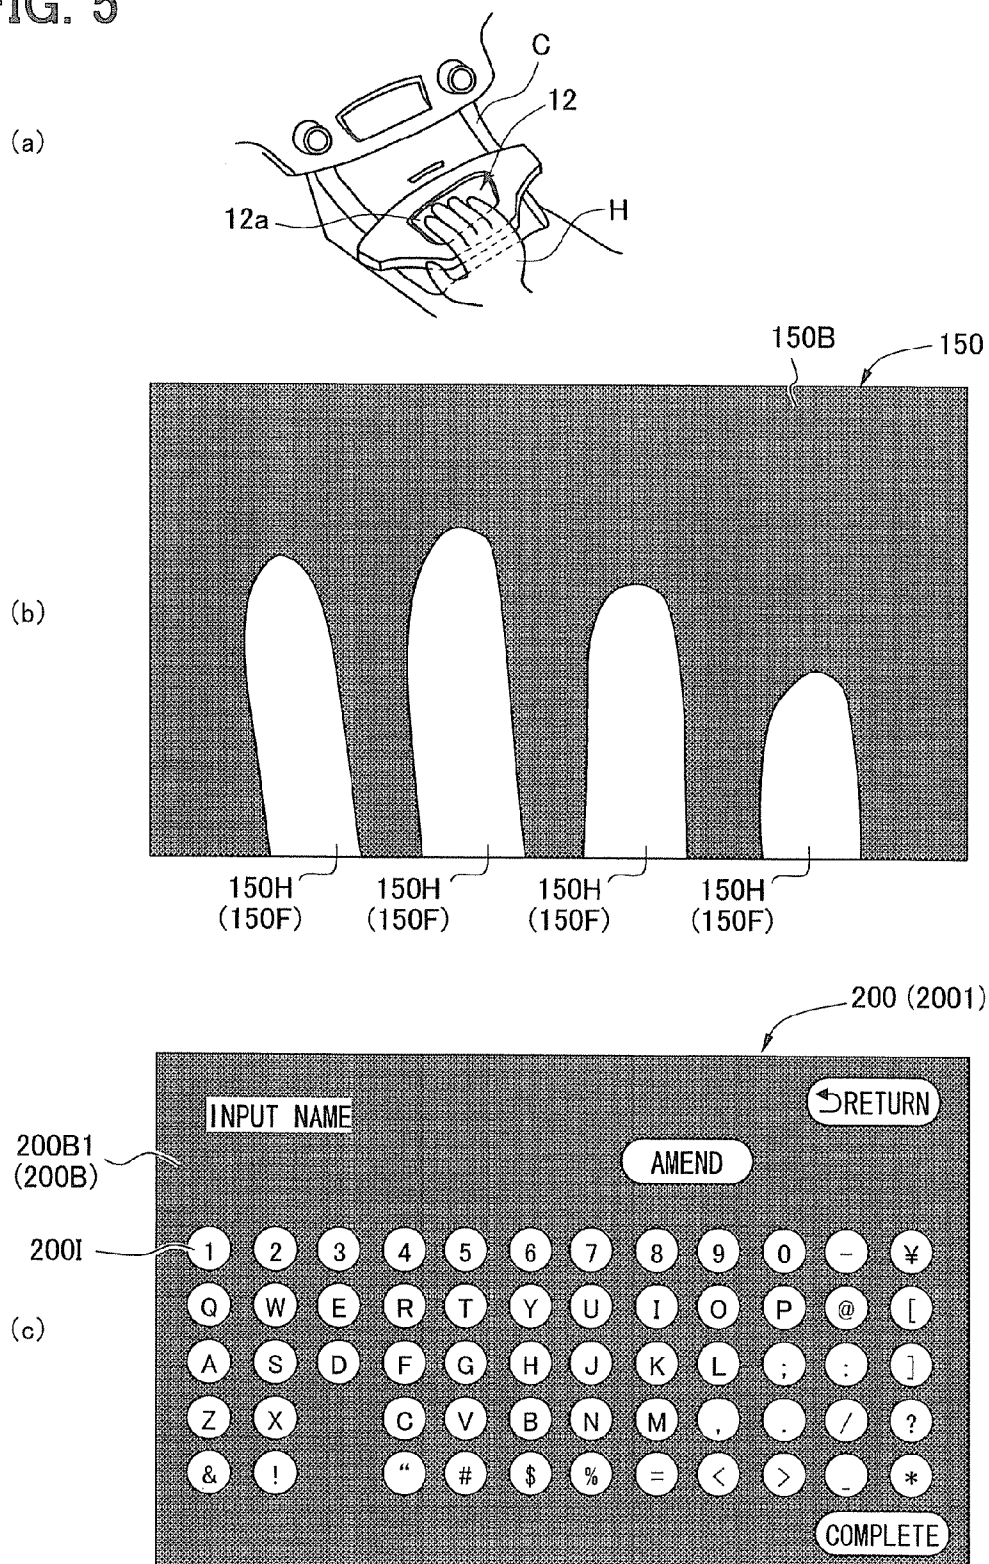 FIG. 5
(a)
C
12
12a
H
150B
150
(b)
150H 150H 150H 150H
(150F) (150F) (150F) (150F)
200 (2001)
INPUT NAME
RETURN
200B1
(200B)
AMEND
200I
1 2 3 4 5 6 7 8 9 0 - ¥
Q W E R T Y U I O P @ [
(c)
A S D F G H J K L ; : ]
Z X C V B N M , . / ?
& ! “ # $ % = < > _ *
COMPLETE